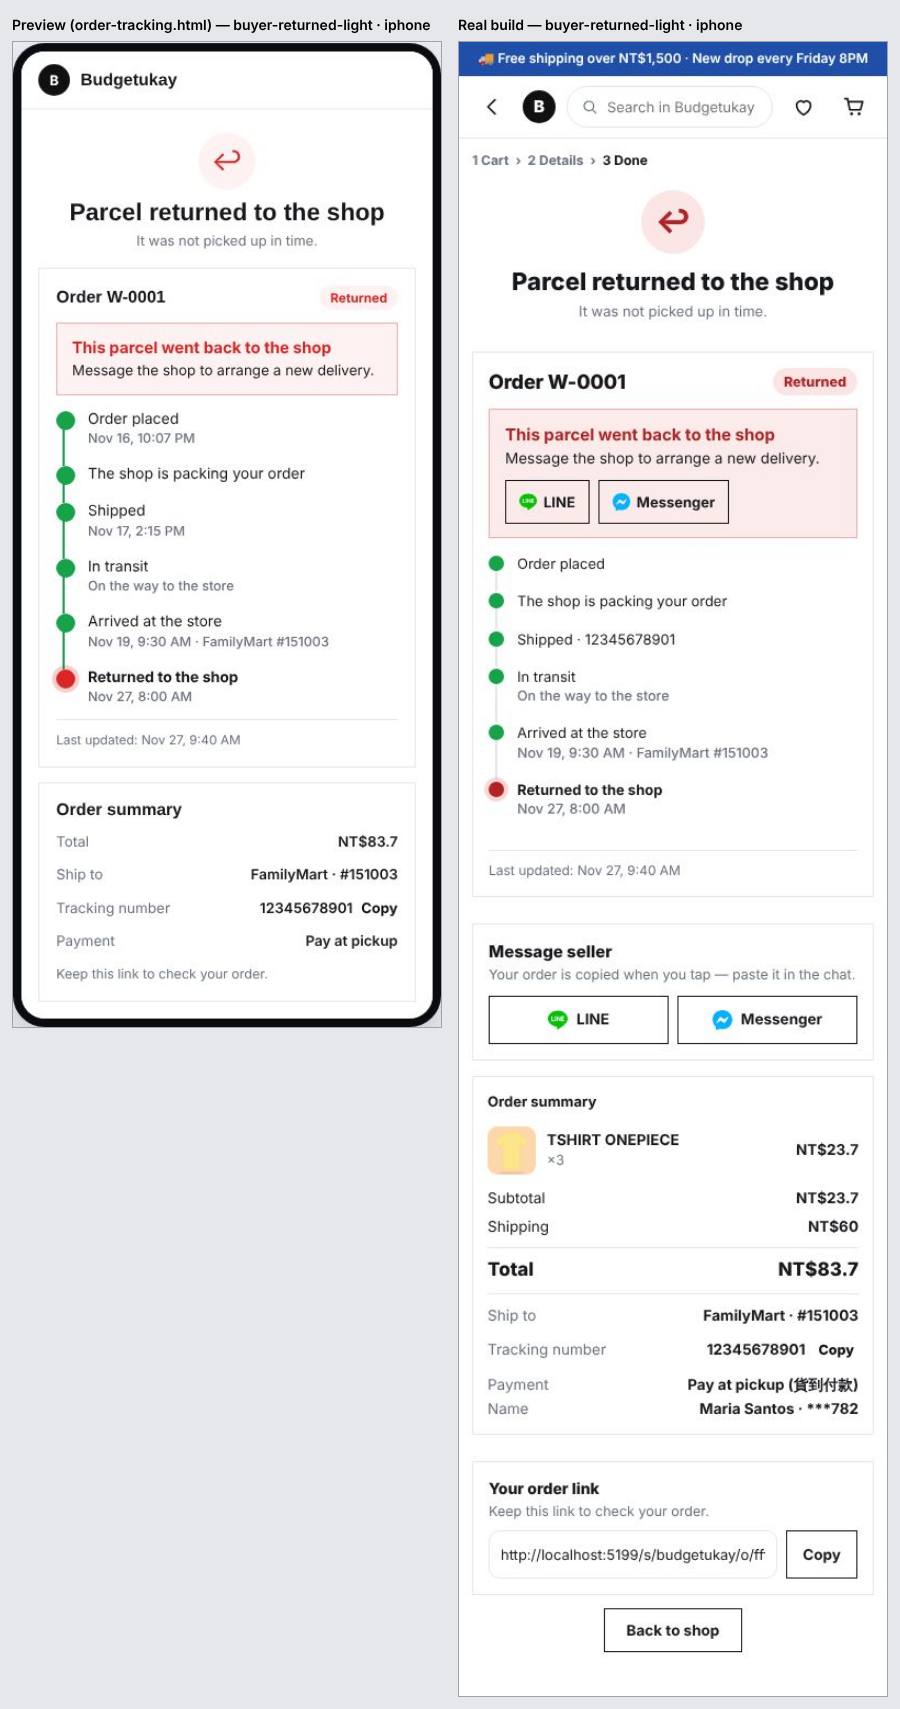 Preview (order-tracking.html) — buyer-returned-light · iphone
B Budgetukay
Parcel returned to the shop
It was not picked up in time.
Order W-0001
Returned
This parcel went back to the shop
Message the shop to arrange a new delivery.
Order placed
Nov 16, 10:07 PM
The shop is packing your order
Shipped
Nov 17, 2:15 PM
In transit
On the way to the store
Arrived at the store
Nov 19, 9:30 AM · FamilyMart #151003
Returned to the shop
Nov 27, 8:00 AM
Last updated: Nov 27, 9:40 AM
Order summary
Total NT$83.7
Ship to FamilyMart · #151003
Tracking number 12345678901 Copy
Payment Pay at pickup
Keep this link to check your order.
Real build — buyer-returned-light · iphone
🚚 Free shipping over NT$1,500 · New drop every Friday 8PM
B Search in Budgetukay
1 Cart › 2 Details › 3 Done
Parcel returned to the shop
It was not picked up in time.
Order W-0001
Returned
This parcel went back to the shop
Message the shop to arrange a new delivery.
LINE LINE Messenger
Order placed
The shop is packing your order
Shipped · 12345678901
In transit
On the way to the store
Arrived at the store
Nov 19, 9:30 AM · FamilyMart #151003
Returned to the shop
Nov 27, 8:00 AM
Last updated: Nov 27, 9:40 AM
Message seller
Your order is copied when you tap — paste it in the chat.
LINE LINE Messenger
Order summary
TSHIRT ONEPIECE
×3
NT$23.7
Subtotal NT$23.7
Shipping NT$60
Total NT$83.7
Ship to FamilyMart · #151003
Tracking number 12345678901 Copy
Payment Pay at pickup (貨到付款)
Name Maria Santos · ***782
Your order link
Keep this link to check your order.
http://localhost:5199/s/budgetukay/o/ff Copy
Back to shop